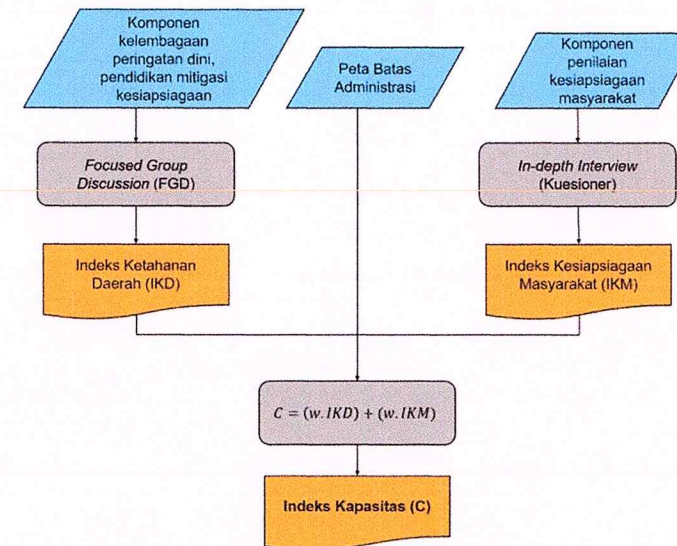 Komponen
kelembagaan
peringatan dini,
pendidikan mitigasi
kesiapsiagaan
Peta Batas
Administrasi
Komponen
penilaian
kesiapsiagaan
masyarakat
Focused Group
Discussion (FGD)
In-depth Interview
(Kuesioner)
Indeks Ketahanan
Daerah (IKD)
Indeks Kesiapsiagaan
Masyarakat (IKM)
C = (w.IKD) + (w.IKM)
Indeks Kapasitas (C)